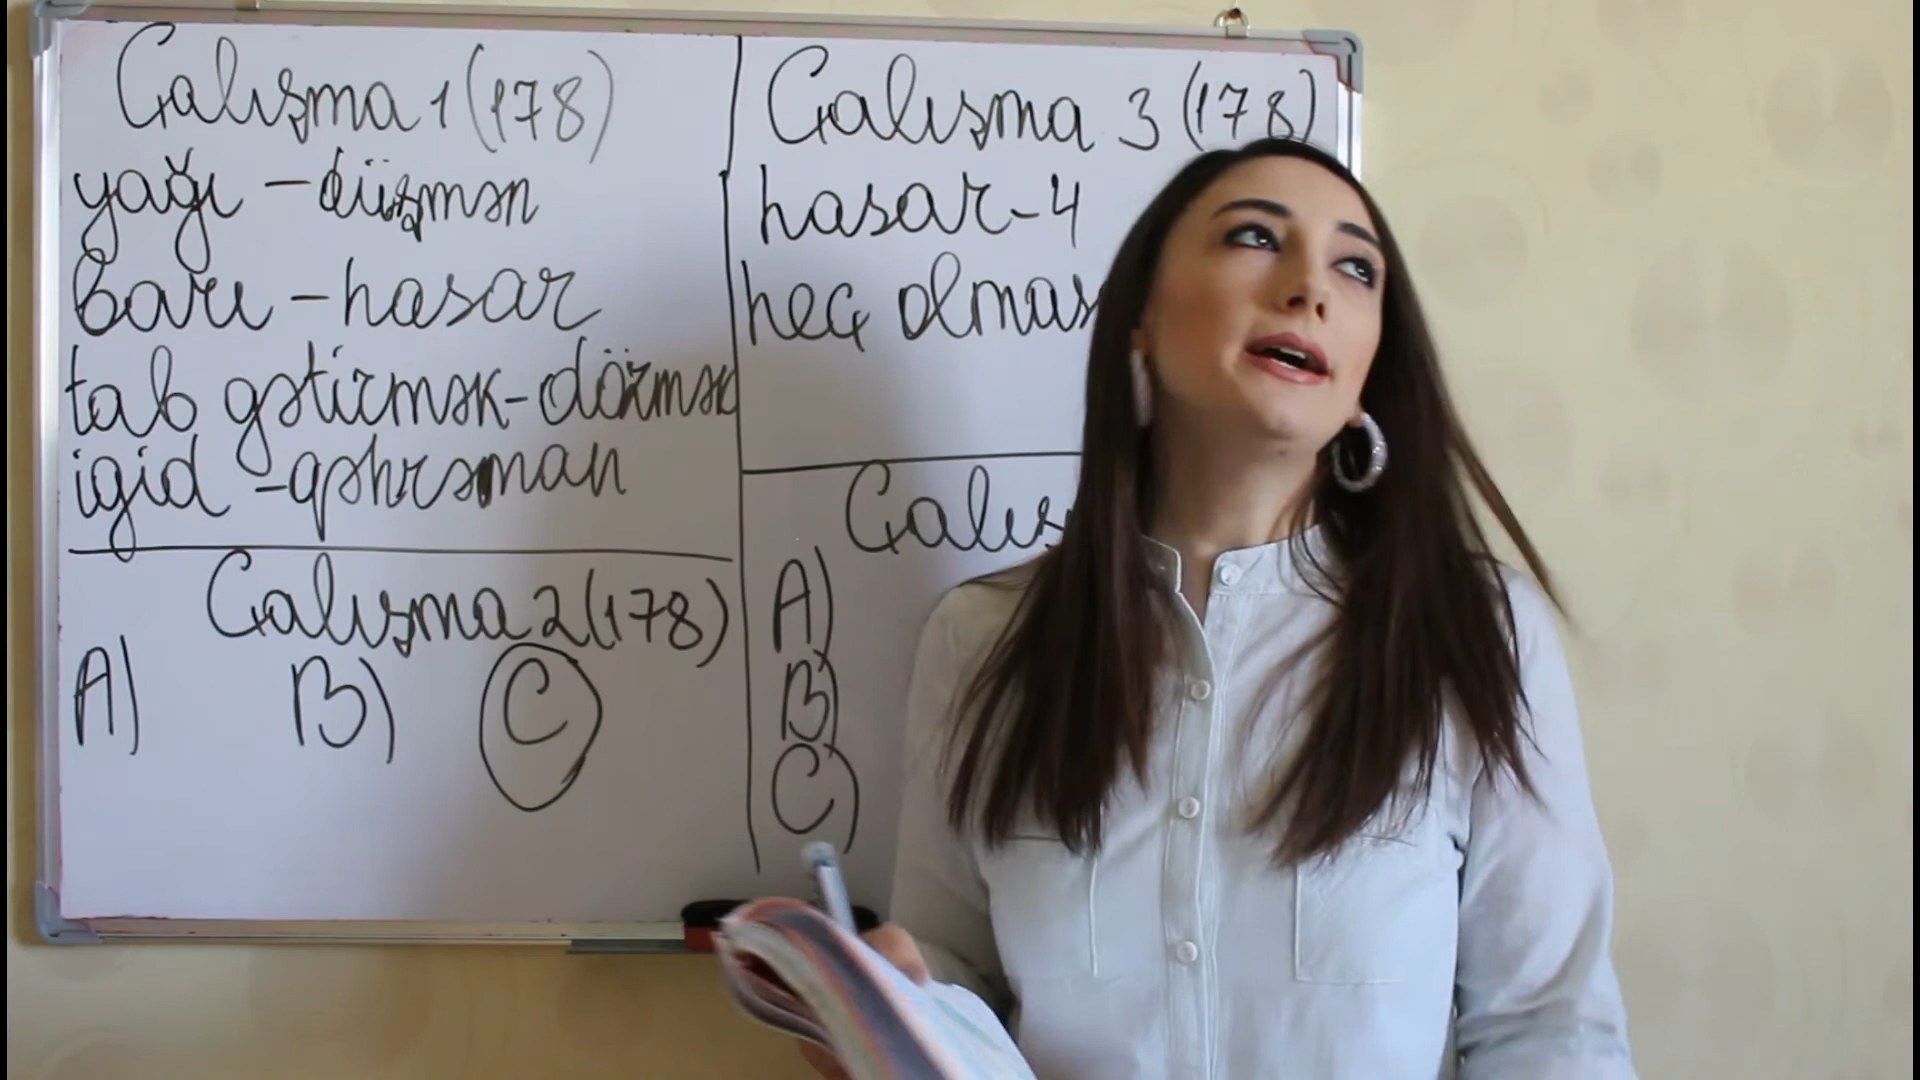 Çalışma 1 (178)
yağı - düşmən
barı - hasar
tab gətirmək - dözmək
igid - qəhrəman
Çalışma 2 (178)
A) B) C
Çalışma 3 (178)
hasar - 4
heç
A)
B)
C)